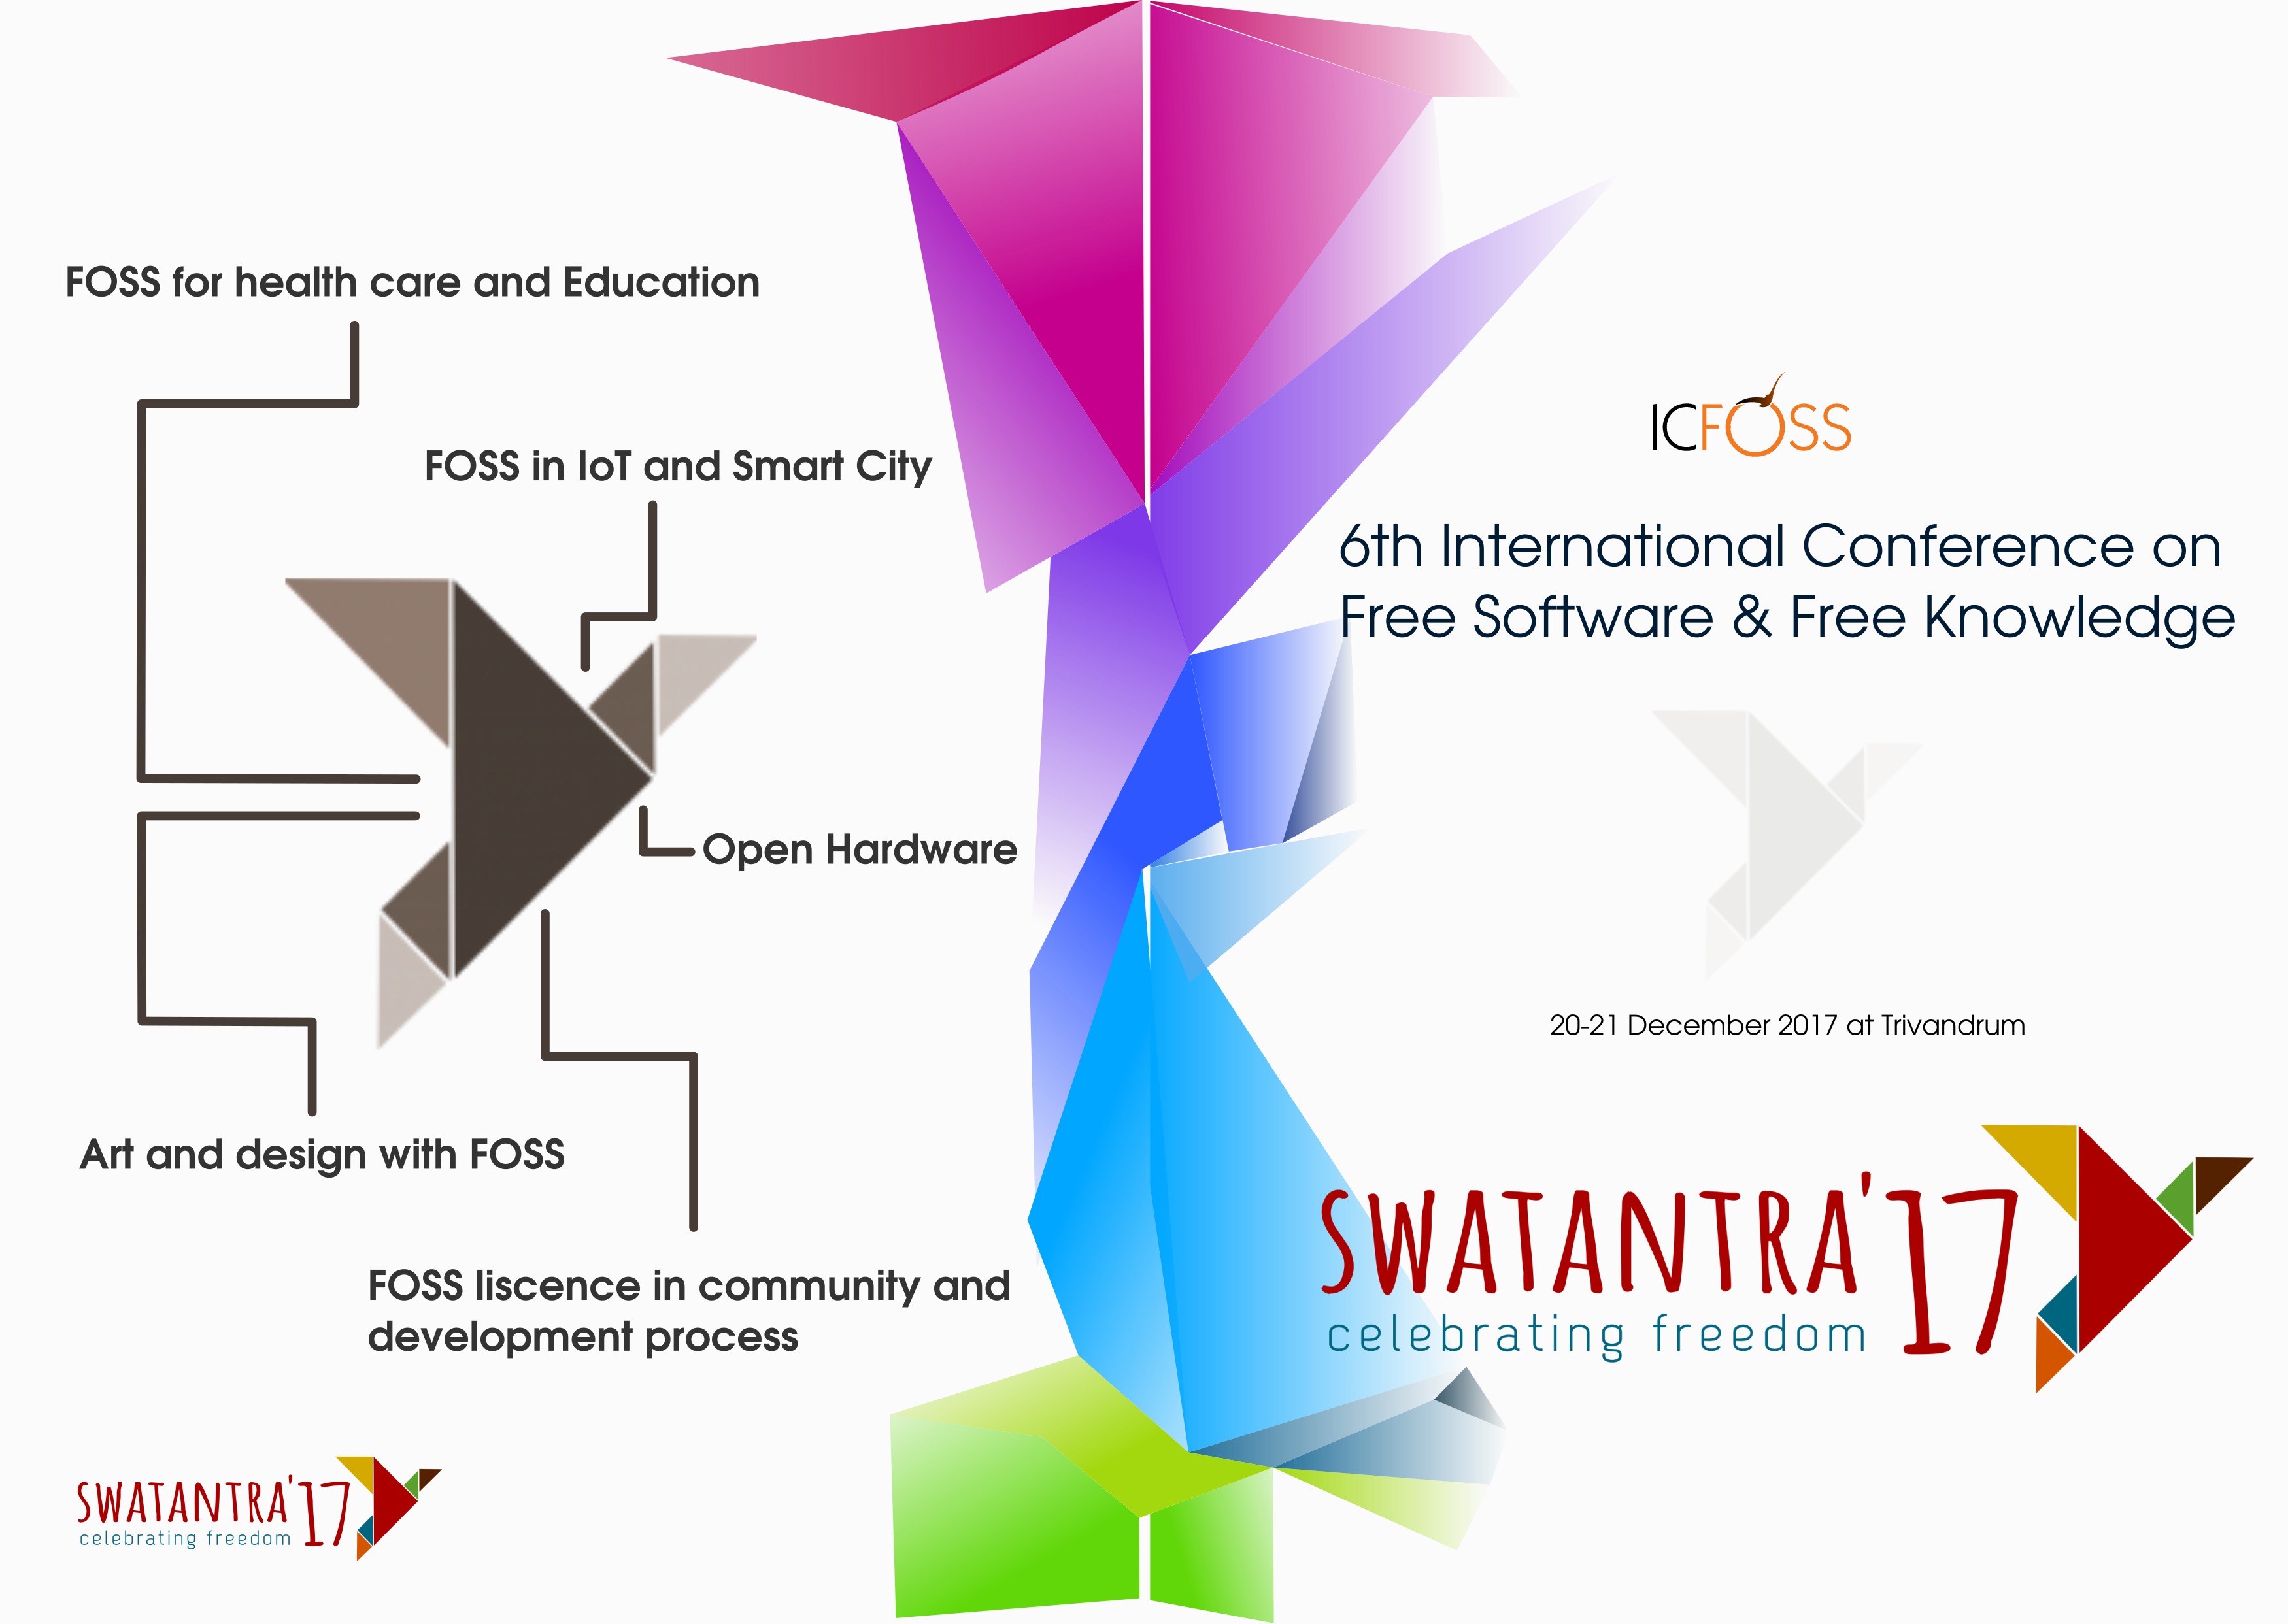 FOSS for health care and Education
FOSS in IoT and Smart City
Open Hardware
Art and design with FOSS
FOSS liscence in community and
development process
SWATANTRA'17
celebrating freedom
ICFOSS
6th International Conference on
Free Software & Free Knowledge
20-21 December 2017 at Trivandrum
SWATANTRA'17
celebrating freedom